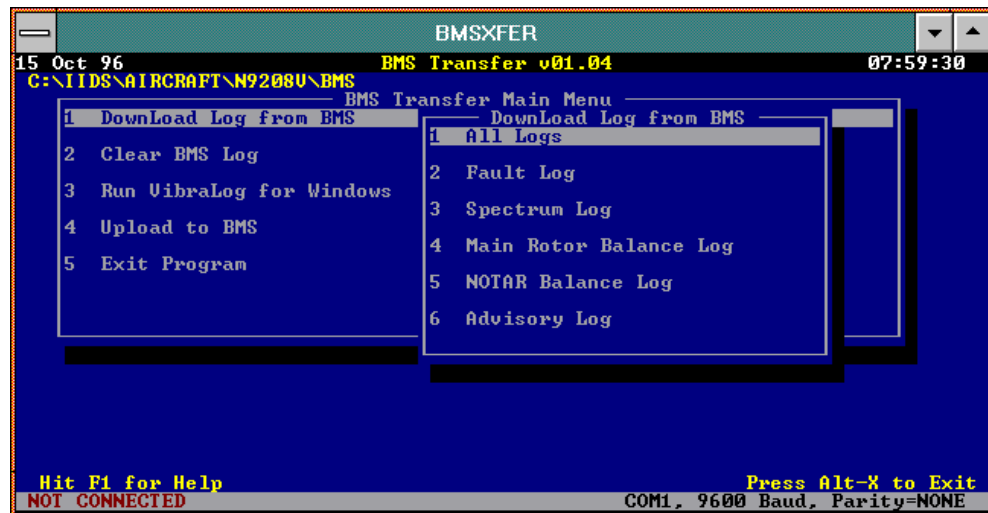 BMSXFER
15 Oct 96 BMS Transfer v01.04 07:59:30
C:\IIDS\AIRCRAFT\N9208V\BMS
BMS Transfer Main Menu
1 DownLoad Log from BMS
2 Clear BMS Log
3 Run VibraLog for Windows
4 Upload to BMS
5 Exit Program
DownLoad Log from BMS
1 All Logs
2 Fault Log
3 Spectrum Log
4 Main Rotor Balance Log
5 NOTAR Balance Log
6 Advisory Log
Hit F1 for Help Press Alt-X to Exit
NOT CONNECTED COM1, 9600 Baud, Parity=NONE